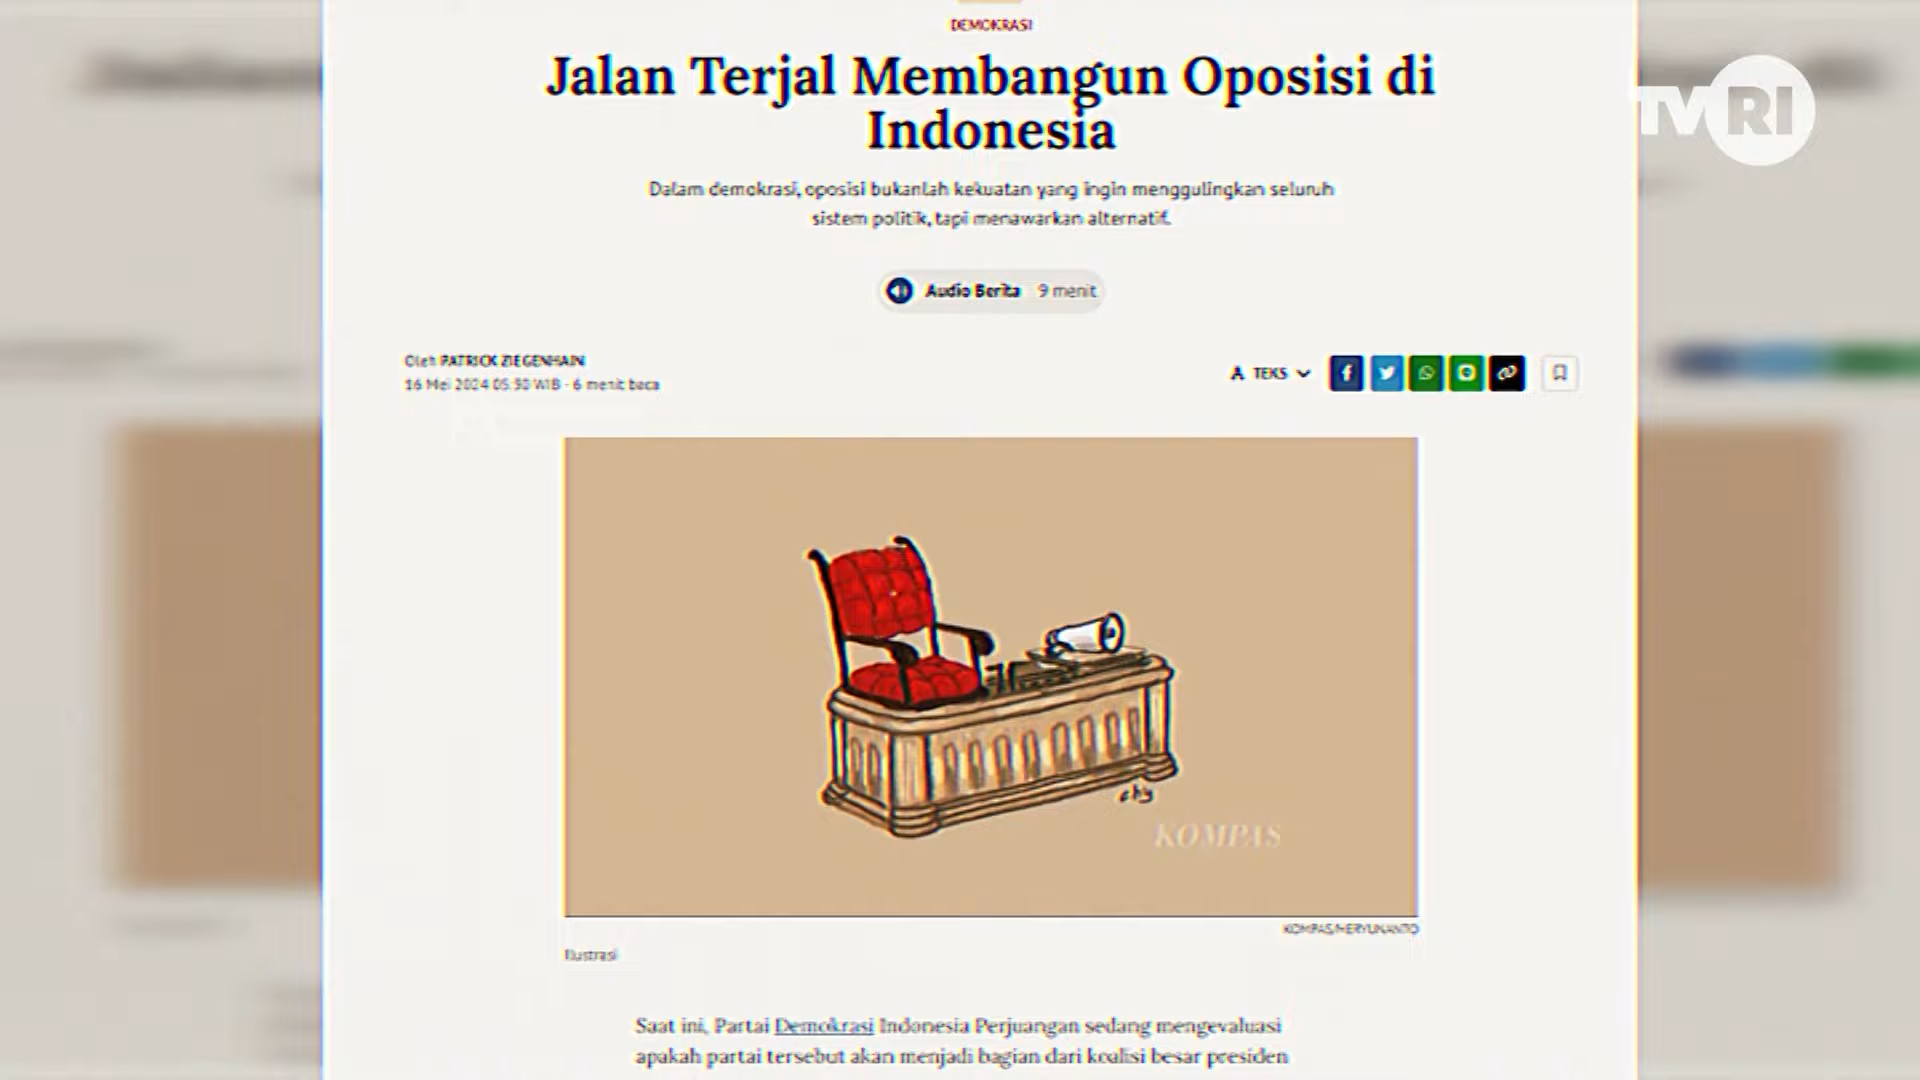 DEMOKRASI
Jalan Terjal Membangun Oposisi di
Indonesia
TVRI
Dalam demokrasi, oposisi bukanlah kekuatan yang ingin menggulingkan seluruh
sistem politik, tapi menawarkan alternatif.
Audio Berita 9 menit
Oleh PATRICK ZIEGENHAIN
16 Mei 2024 05:30 WIB · 6 menit baca
A TEKS
chy
KOMPAS
KOMPAS/HERYUNANTO
Ilustrasi
Saat ini, Partai Demokrasi Indonesia Perjuangan sedang mengevaluasi
apakah partai tersebut akan menjadi bagian dari koalisi besar presiden